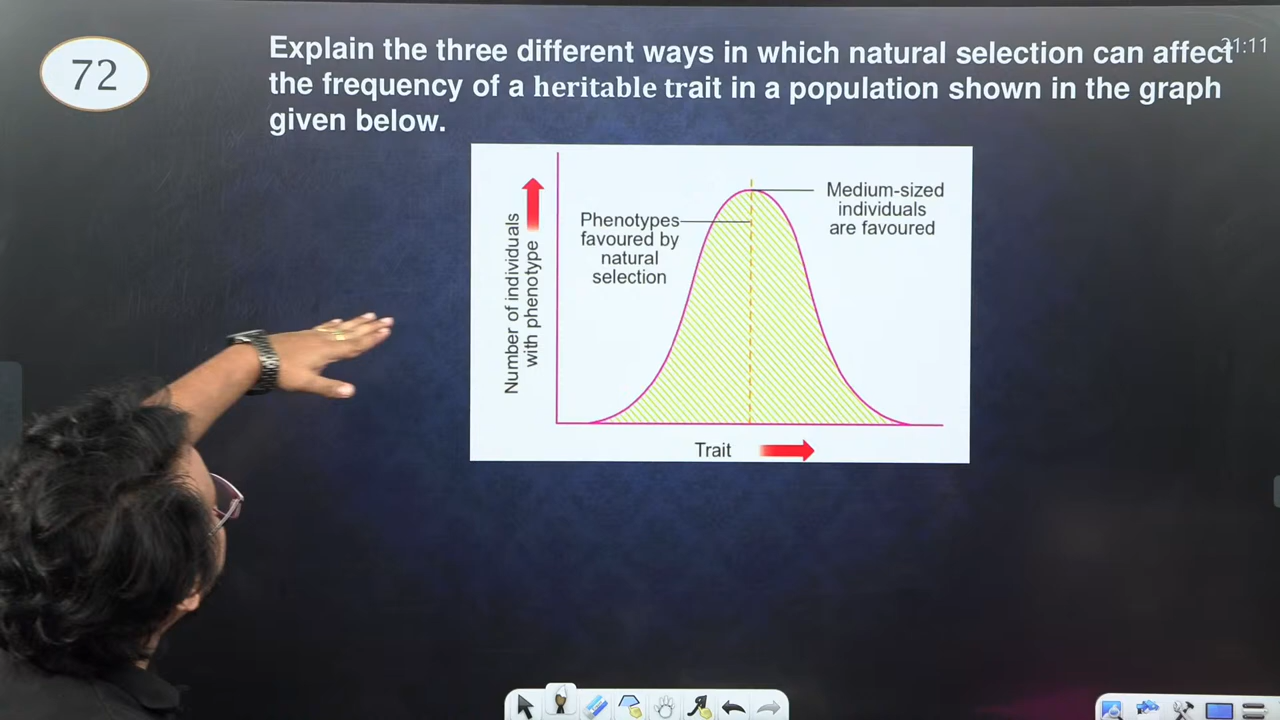 72
Explain the three different ways in which natural selection can affect
21:11
the frequency of a heritable trait in a population shown in the graph
given below.
Number of individuals
with phenotype
Phenotypes
favoured by
natural
selection
Medium-sized
individuals
are favoured
Trait